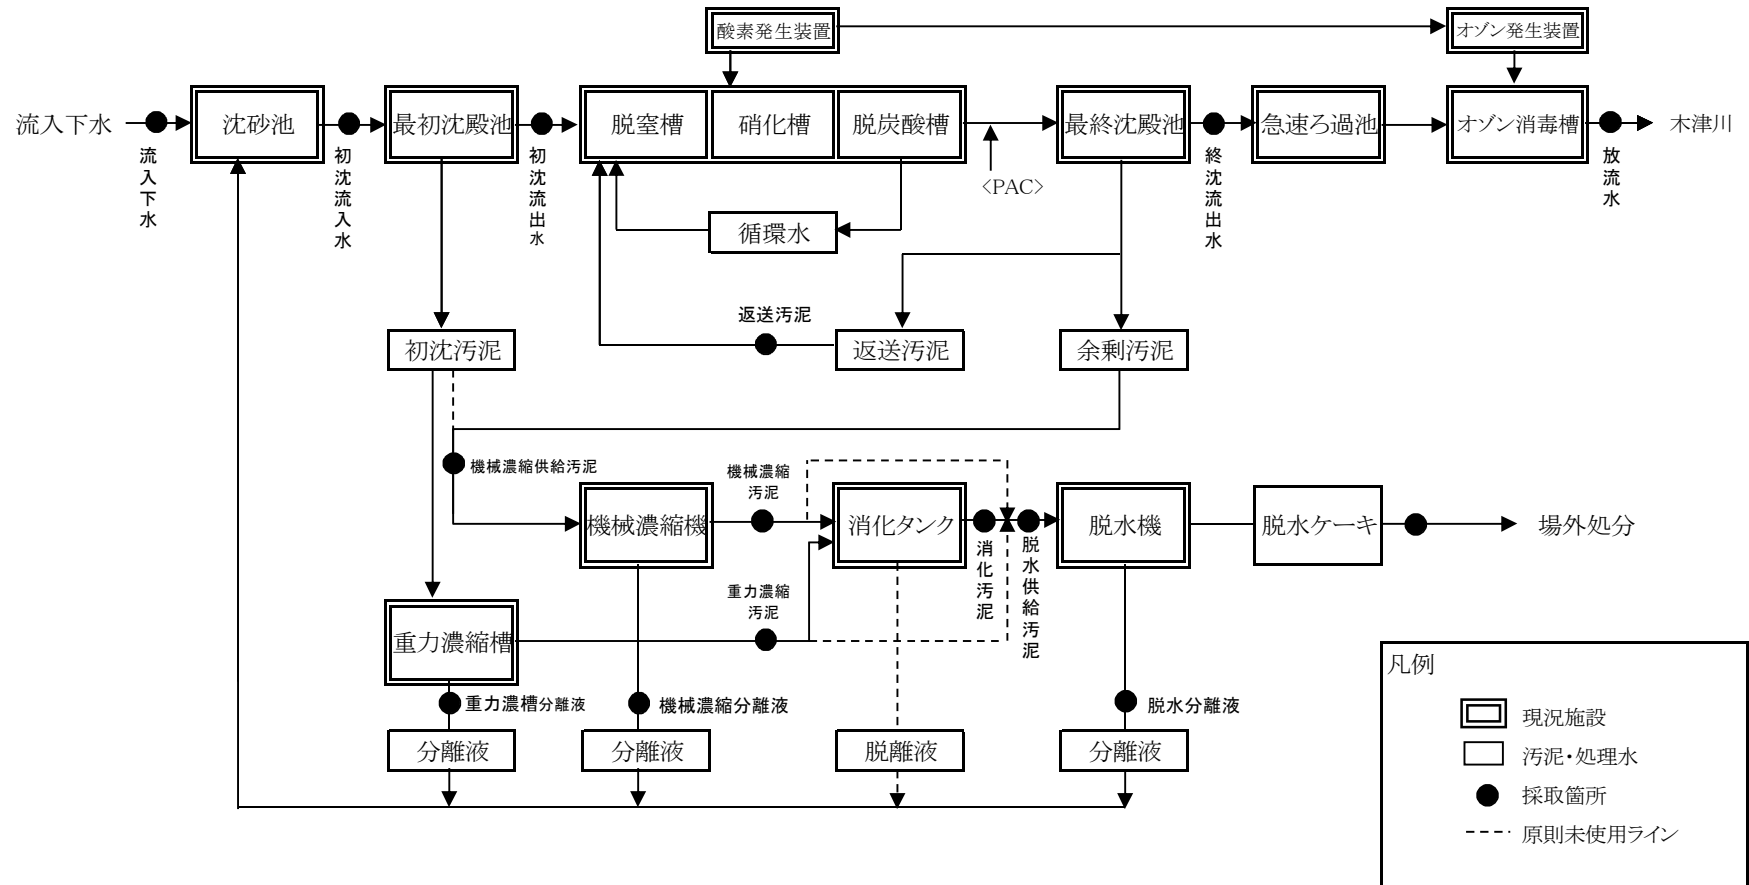 酸素発生装置
オゾン発生装置
流入下水
沈砂池
最初沈殿池
脱窒槽
硝化槽
脱炭酸槽
最終沈殿池
急速ろ過池
オゾン消毒槽
木津川
流入下水
初沈流入水
初沈流出水
<PAC>
終沈流出水
放流水
循環水
返送汚泥
初沈汚泥
返送汚泥
余剰汚泥
機械濃縮供給汚泥
機械濃縮
汚泥
機械濃縮機
消化タンク
消化汚泥
脱水供給汚泥
脱水機
脱水ケーキ
場外処分
重力濃縮
汚泥
重力濃縮槽
重力濃槽分離液
機械濃縮分離液
脱水分離液
分離液
分離液
脱離液
分離液
凡例
現況施設
汚泥・処理水
採取箇所
原則未使用ライン